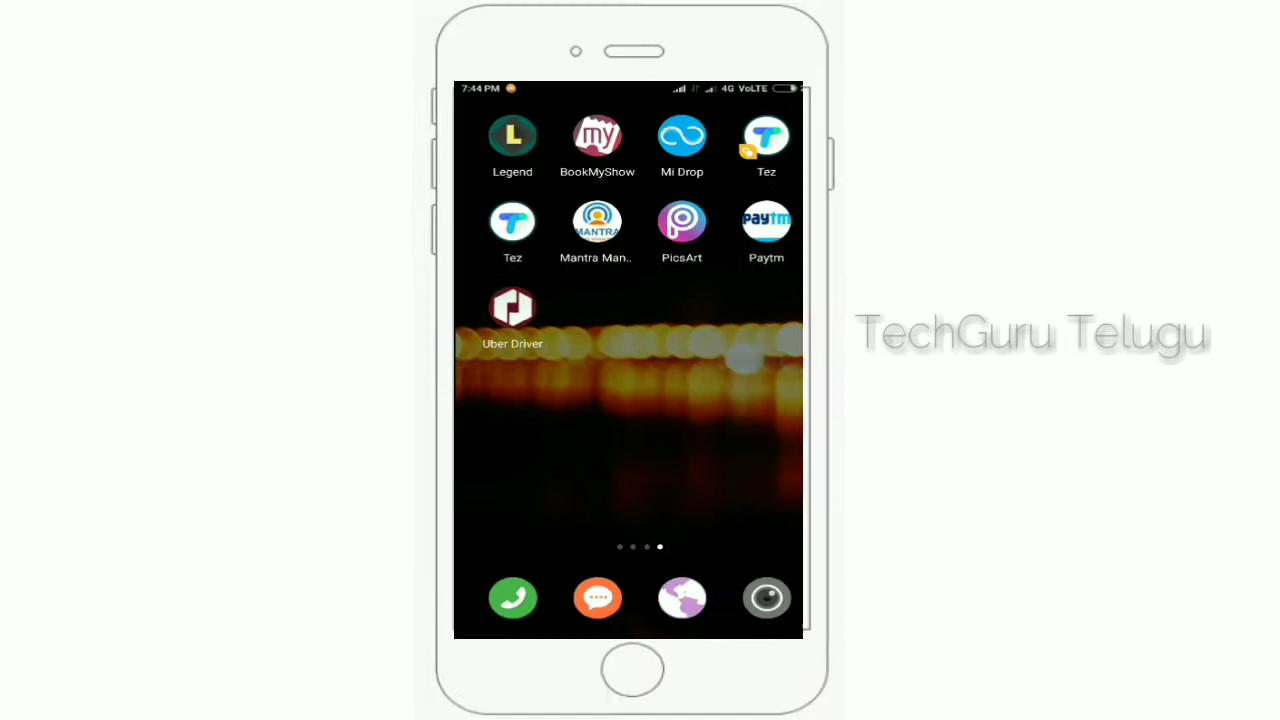 7:44 PM
4G VoLTE
L
my
Legend
BookMyShow
Mi Drop
Tez
MANTRA
paytm
Tez
Mantra Man..
PicsArt
Paytm
Uber Driver
TechGuru Telugu